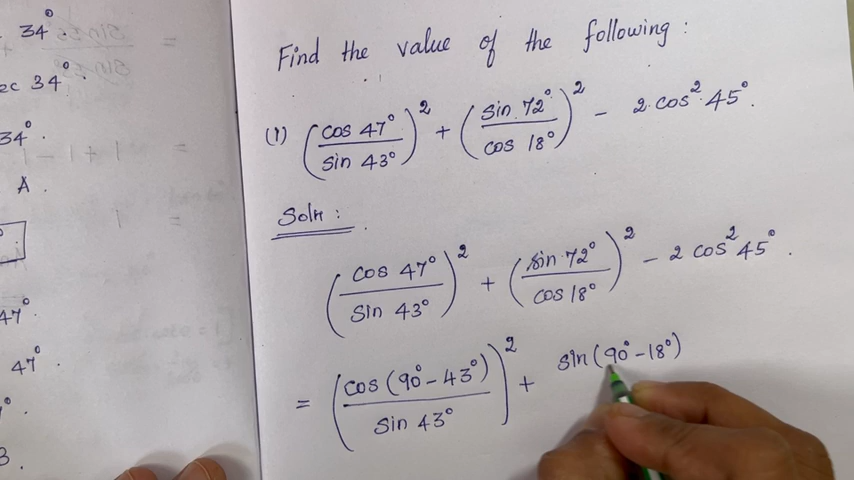 34°.
ec 34°.
34°.
A.
47°.
47°
3.
Find the value of the following :
(1) (cos 47° / sin 43°)² + (sin 72° / cos 18°)² - 2 cos² 45°.
Soln :
(cos 47° / sin 43°)² + (sin 72° / cos 18°)² - 2 cos² 45°.
= (cos (90° - 43°) / sin 43°)² + sin (90° - 18°)